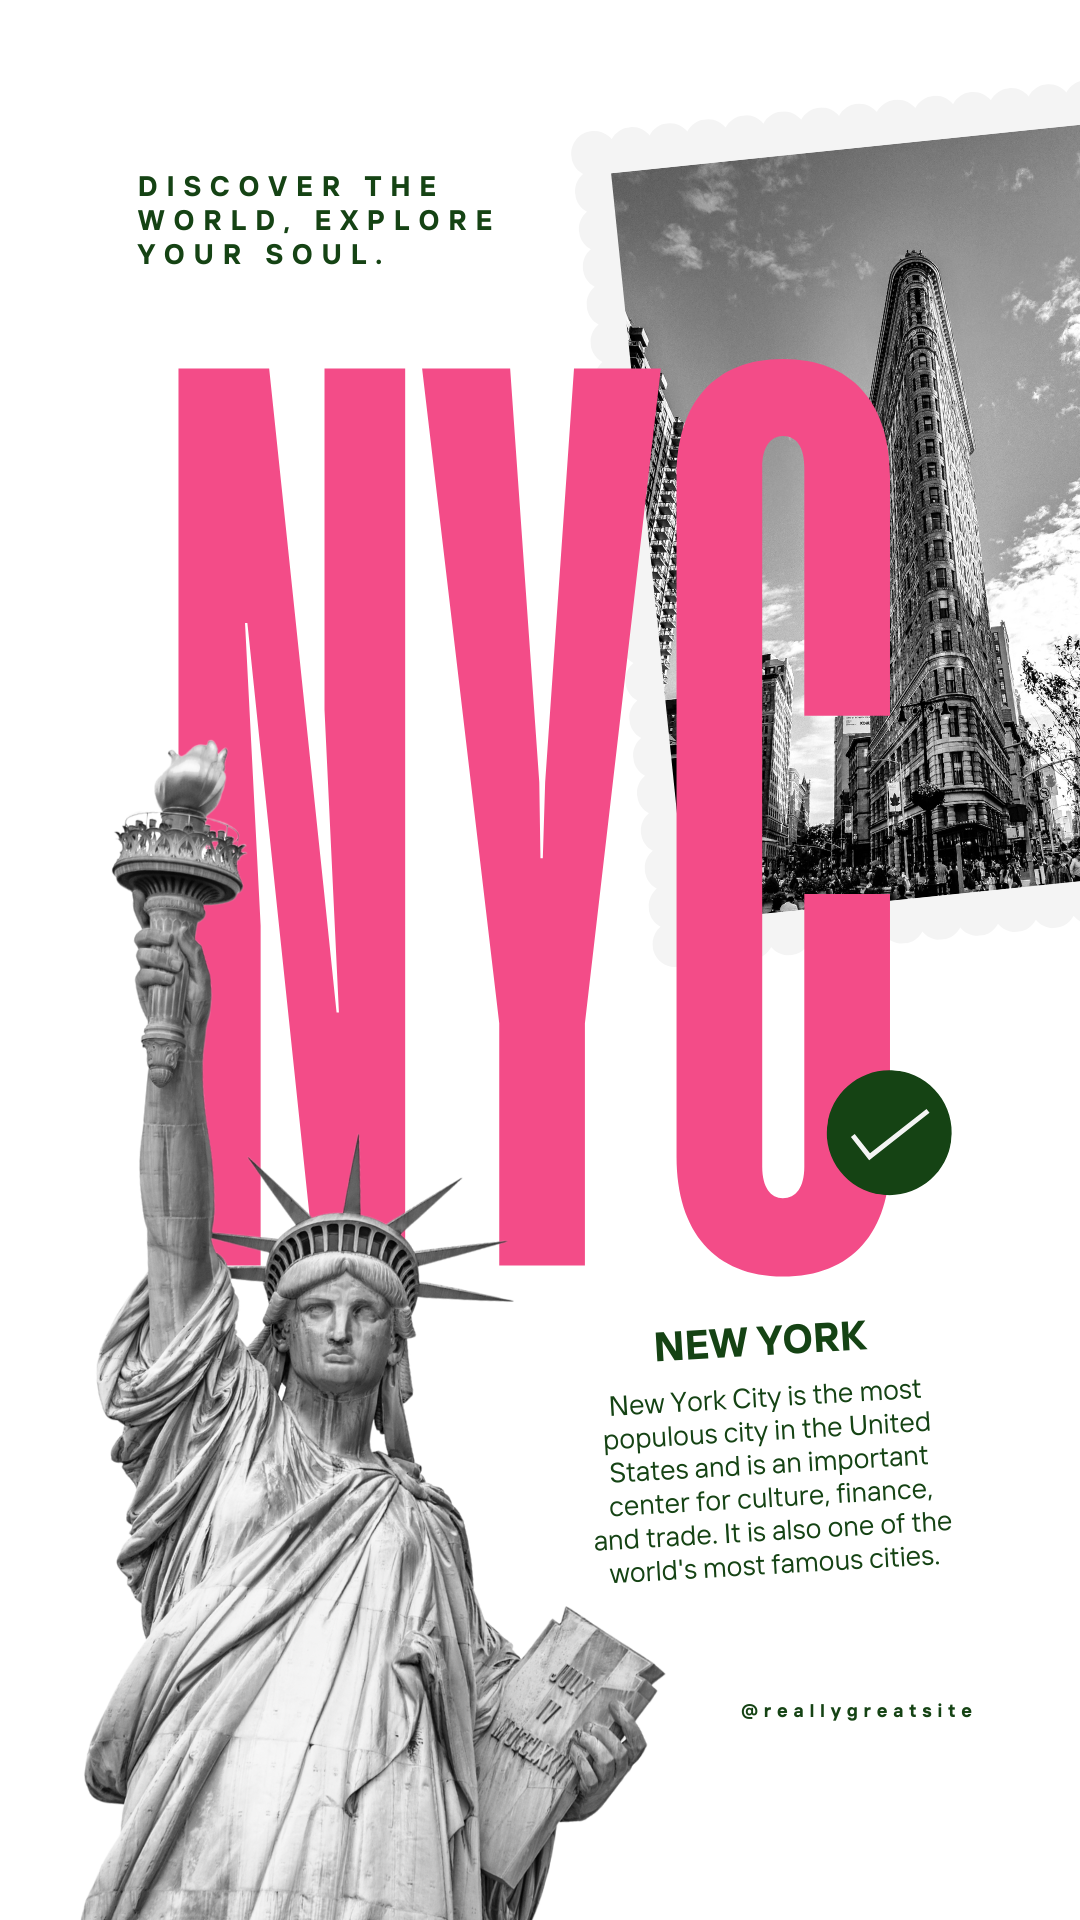 DISCOVER THE
WORLD, EXPLORE
YOUR SOUL.
NYC
NEW YORK
New York City is the most
populous city in the United
States and is an important
center for culture, finance,
and trade. It is also one of the
world's most famous cities.
JULY
IV
MDCCLXXVI
@reallygreatsite